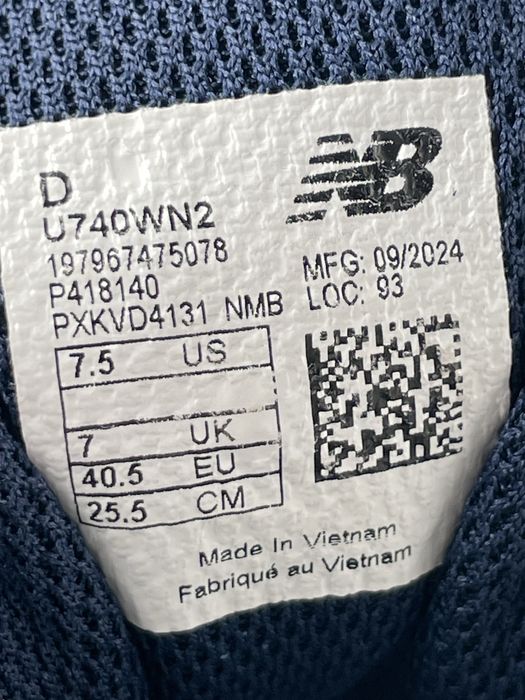 D
NB
U740WN2
197967475078
P418140
PXKVD4131 NMB
MFG: 09/2024
LOC: 93
7.5 US
7 UK
40.5 EU
25.5 CM
Made In Vietnam
Fabriqué au Vietnam